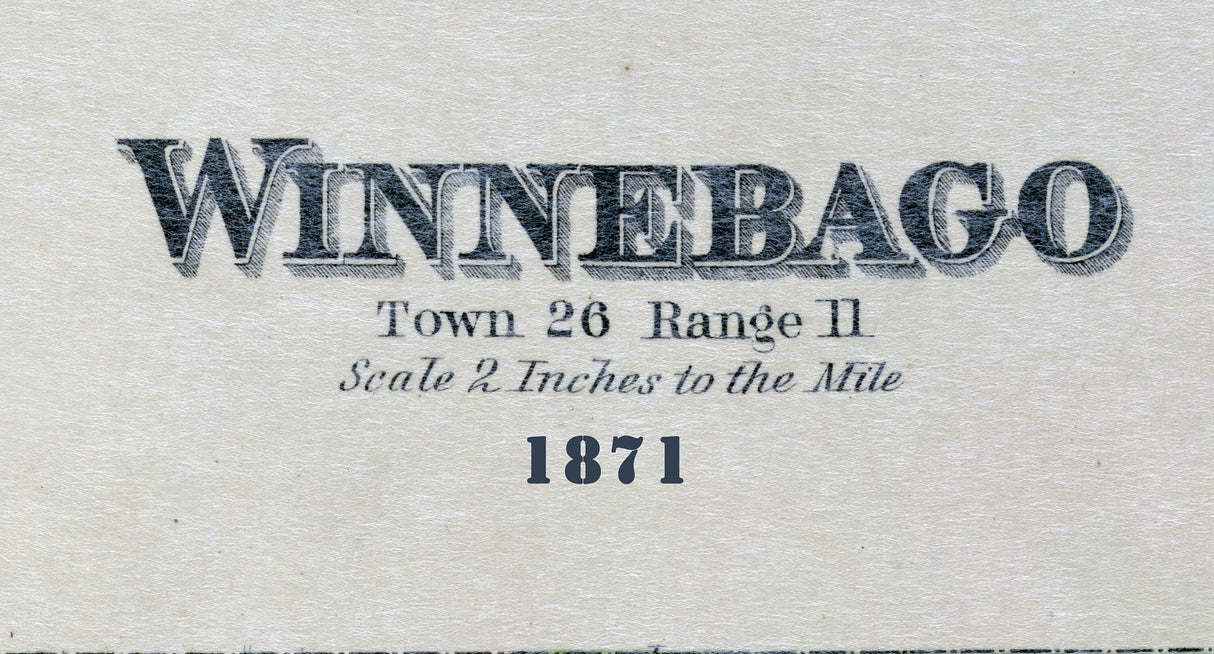 WINNEBAGO
Town 26 Range 11
Scale 2 Inches to the Mile
1871